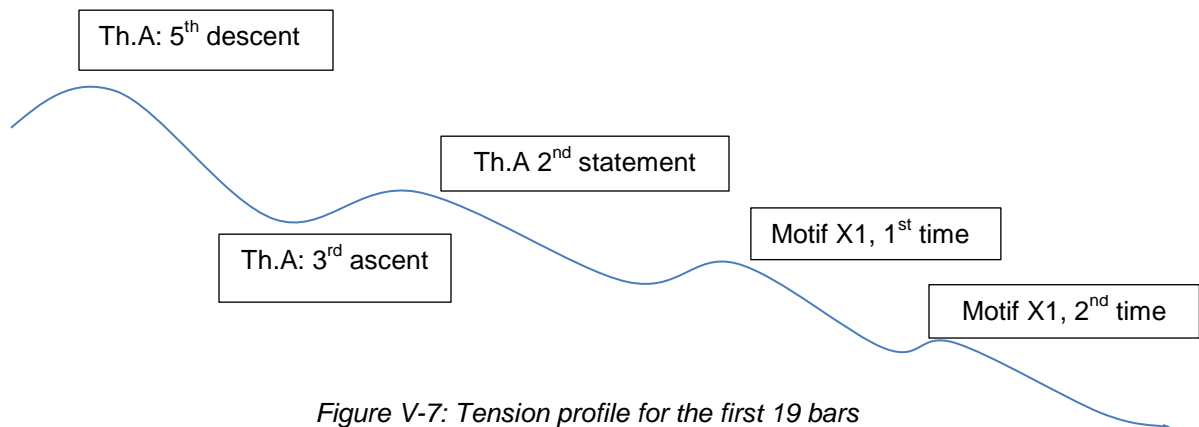 Th.A: 5th descent
Th.A 2nd statement
Th.A: 3rd ascent
Motif X1, 1st time
Motif X1, 2nd time
Figure V-7: Tension profile for the first 19 bars